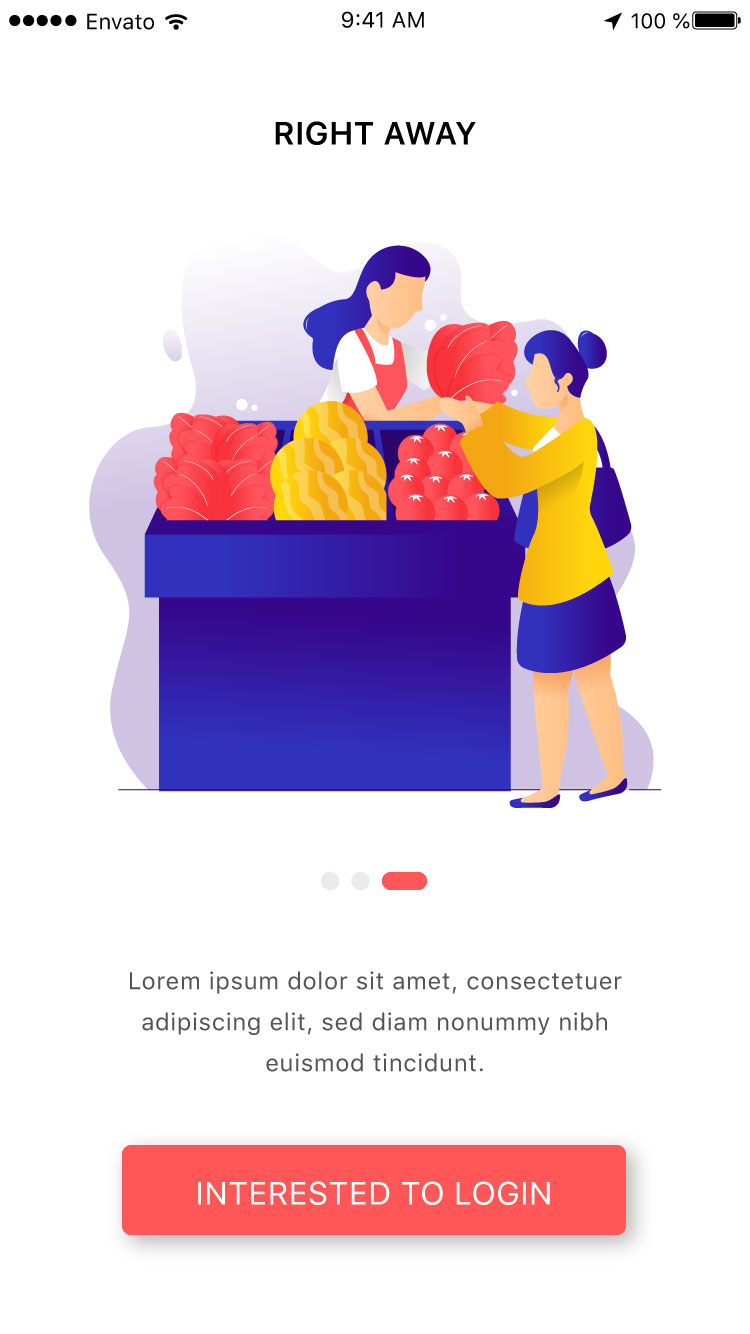 Envato 9:41 AM 100 %
RIGHT AWAY
Lorem ipsum dolor sit amet, consectetuer
adipiscing elit, sed diam nonummy nibh
euismod tincidunt.
INTERESTED TO LOGIN